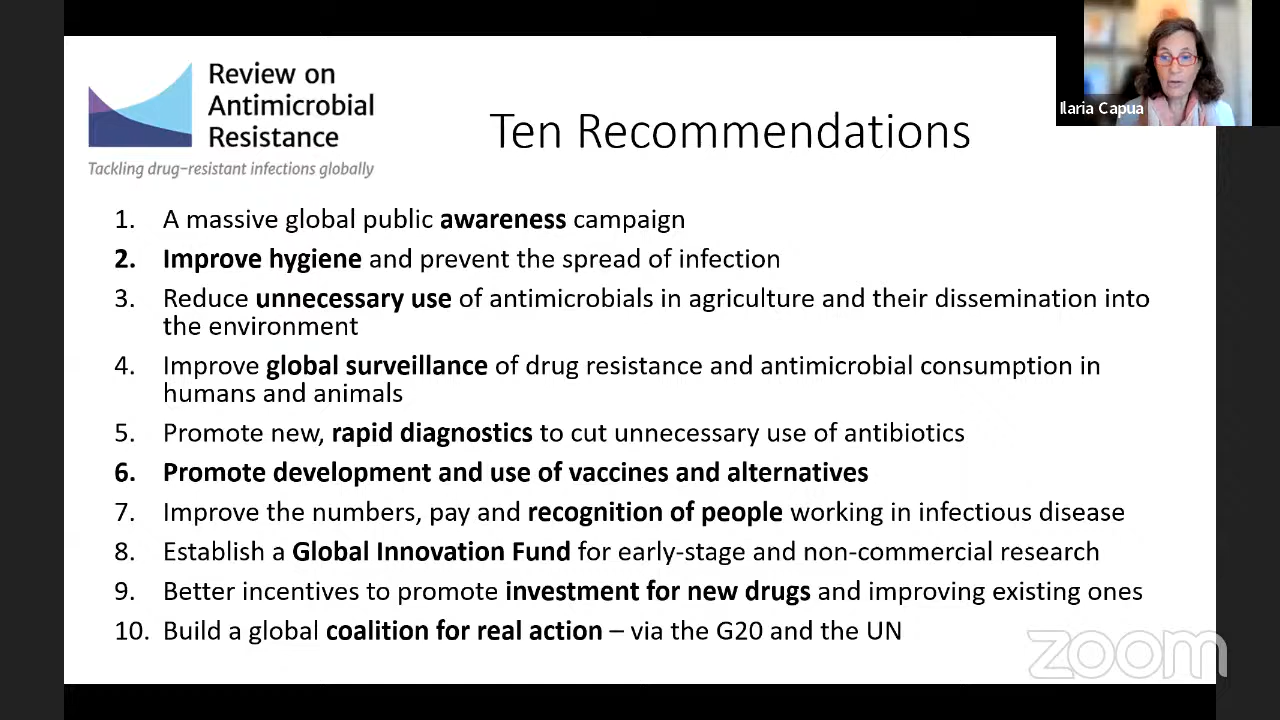 Review on
Antimicrobial
Resistance
Tackling drug-resistant infections globally
Ten Recommendations
Ilaria Capua
1. A massive global public awareness campaign
2. Improve hygiene and prevent the spread of infection
3. Reduce unnecessary use of antimicrobials in agriculture and their dissemination into
the environment
4. Improve global surveillance of drug resistance and antimicrobial consumption in
humans and animals
5. Promote new, rapid diagnostics to cut unnecessary use of antibiotics
6. Promote development and use of vaccines and alternatives
7. Improve the numbers, pay and recognition of people working in infectious disease
8. Establish a Global Innovation Fund for early-stage and non-commercial research
9. Better incentives to promote investment for new drugs and improving existing ones
10. Build a global coalition for real action – via the G20 and the UN
zoom